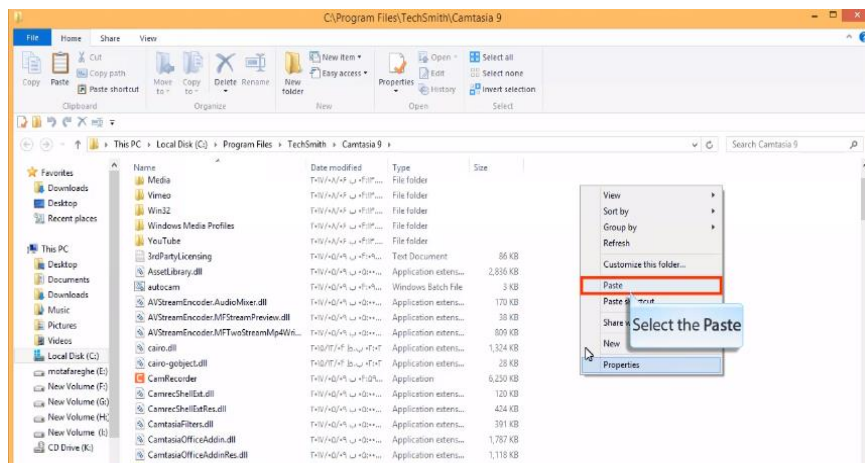 C:\Program Files\TechSmith\Camtasia 9
File Home Share View
Copy
Paste
Cut
Copy path
Paste shortcut
Move to
Copy to
Delete
Rename
New folder
New item
Easy access
Properties
Open
Edit
History
Select all
Select none
Invert selection
Clipboard Organize New Open Select
This PC Local Disk (C:) Program Files TechSmith Camtasia 9
Search Camtasia 9
Favorites
Downloads
Desktop
Recent places
This PC
Desktop
Documents
Downloads
Music
Pictures
Videos
Local Disk (C:)
motafareghe (E:)
New Volume (F:)
New Volume (G:)
New Volume (H:)
New Volume (I:)
CD Drive (K:)
Name Date modified Type Size
Media File folder
Vimeo File folder
Win32 File folder
Windows Media Profiles File folder
YouTube File folder
3rdPartyLicensing Text Document 86 KB
AssetLibrary.dll Application extens... 2,836 KB
autocam Windows Batch File 3 KB
AVStreamEncoder.AudioMixer.dll Application extens... 170 KB
AVStreamEncoder.MFStreamPreview.dll Application extens... 38 KB
AVStreamEncoder.MFTwoStreamMp4Wri... Application extens... 809 KB
cairo.dll Application extens... 1,324 KB
cairo-gobject.dll Application extens... 28 KB
CamRecorder Application 6,250 KB
CamrecShellExt.dll Application extens... 120 KB
CamrecShellExtRes.dll Application extens... 424 KB
CamtasiaFilters.dll Application extens... 391 KB
CamtasiaOfficeAddin.dll Application extens... 1,787 KB
CamtasiaOfficeAddinRes.dll Application extens... 1,118 KB
View
Sort by
Group by
Refresh
Customize this folder...
Paste
Paste shortcut
Share w
New
Properties
Select the Paste